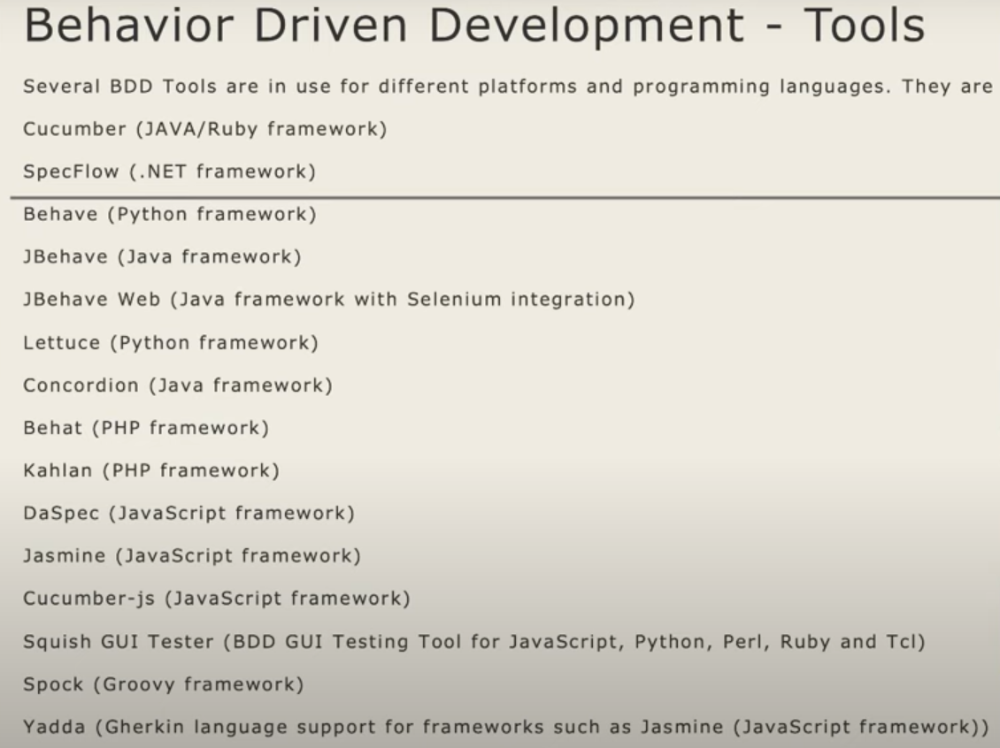 Behavior Driven Development - Tools
Several BDD Tools are in use for different platforms and programming languages. They are
Cucumber (JAVA/Ruby framework)
SpecFlow (.NET framework)
Behave (Python framework)
JBehave (Java framework)
JBehave Web (Java framework with Selenium integration)
Lettuce (Python framework)
Concordion (Java framework)
Behat (PHP framework)
Kahlan (PHP framework)
DaSpec (JavaScript framework)
Jasmine (JavaScript framework)
Cucumber-js (JavaScript framework)
Squish GUI Tester (BDD GUI Testing Tool for JavaScript, Python, Perl, Ruby and Tcl)
Spock (Groovy framework)
Yadda (Gherkin language support for frameworks such as Jasmine (JavaScript framework))